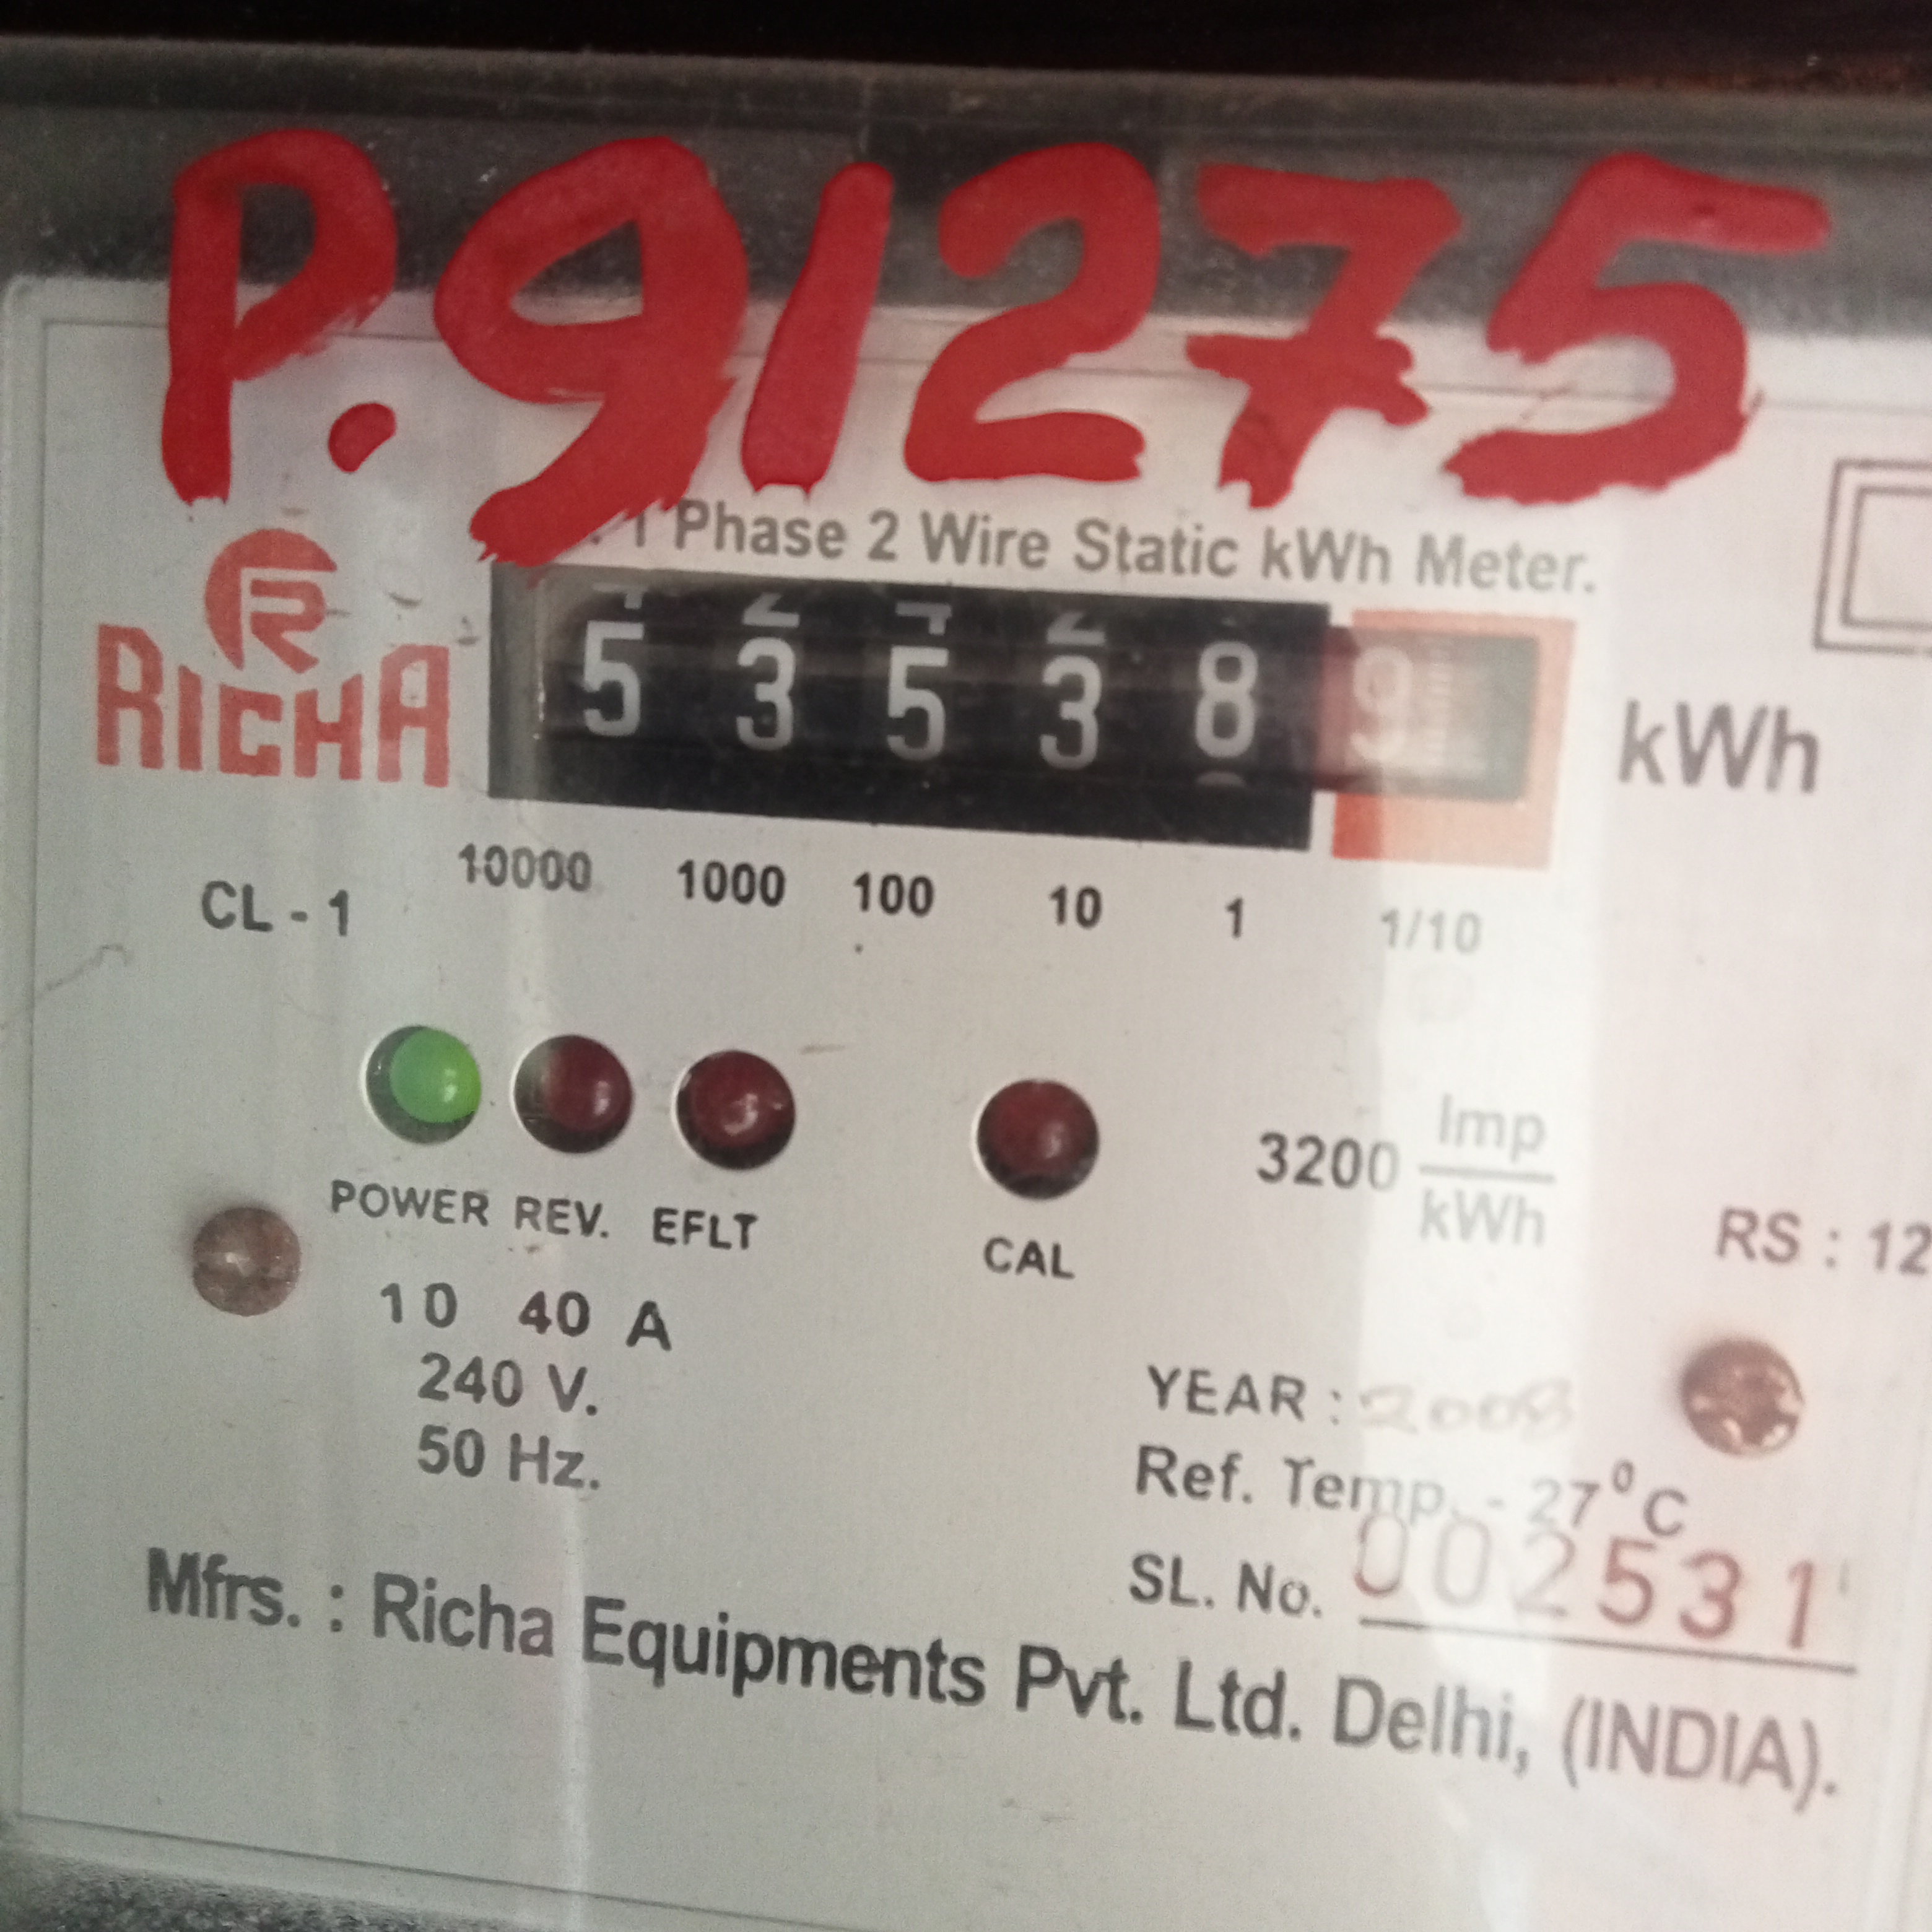 P.91275
1 Phase 2 Wire Static kWh Meter.
RICHA
5 3 5 3 8 9 kWh
10000 1000 100 10 1 1/10
CL - 1
POWER REV. EFLT CAL
3200 Imp/kWh
RS : 12
10 40 A
240 V.
50 Hz.
YEAR : 2008
Ref. Temp. - 27°C
SL. No. 002531
Mfrs. : Richa Equipments Pvt. Ltd. Delhi, (INDIA).